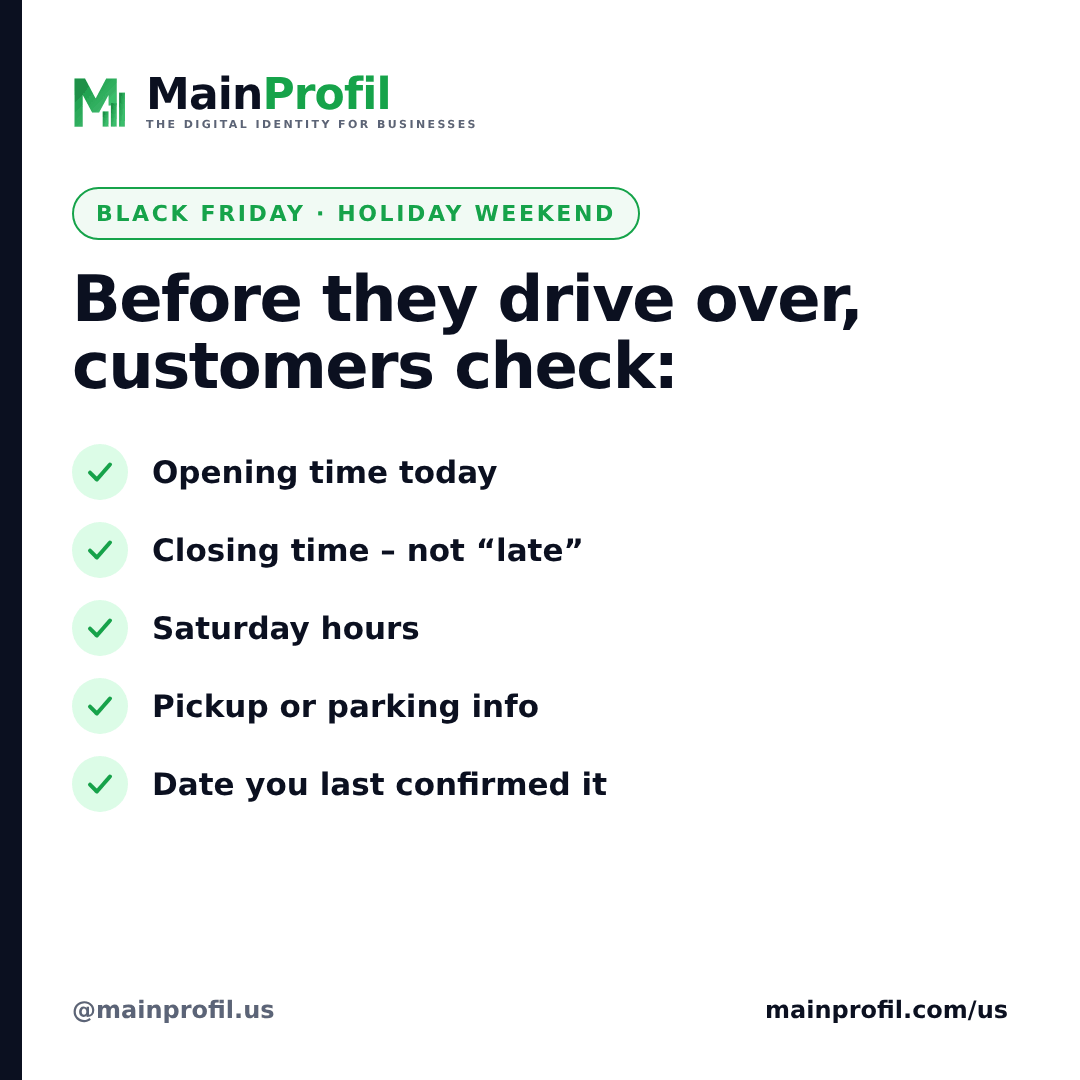 MainProfil
THE DIGITAL IDENTITY FOR BUSINESSES
BLACK FRIDAY · HOLIDAY WEEKEND
Before they drive over,
customers check:
Opening time today
Closing time – not “late”
Saturday hours
Pickup or parking info
Date you last confirmed it
@mainprofil.us
mainprofil.com/us